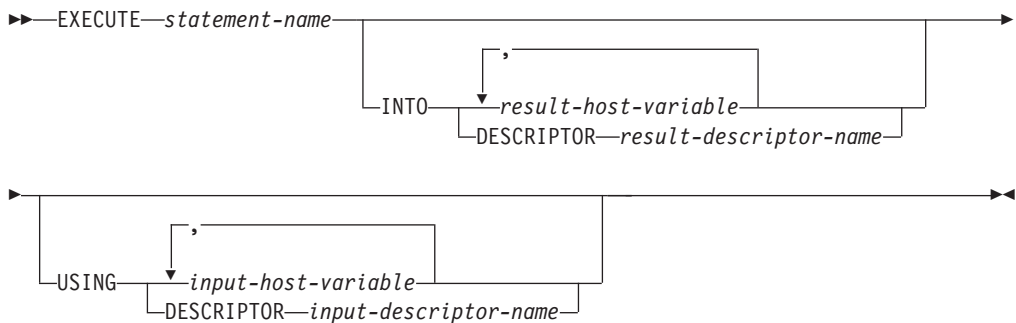 EXECUTE statement-name
,
INTO result-host-variable
DESCRIPTOR result-descriptor-name
,
USING input-host-variable
DESCRIPTOR input-descriptor-name